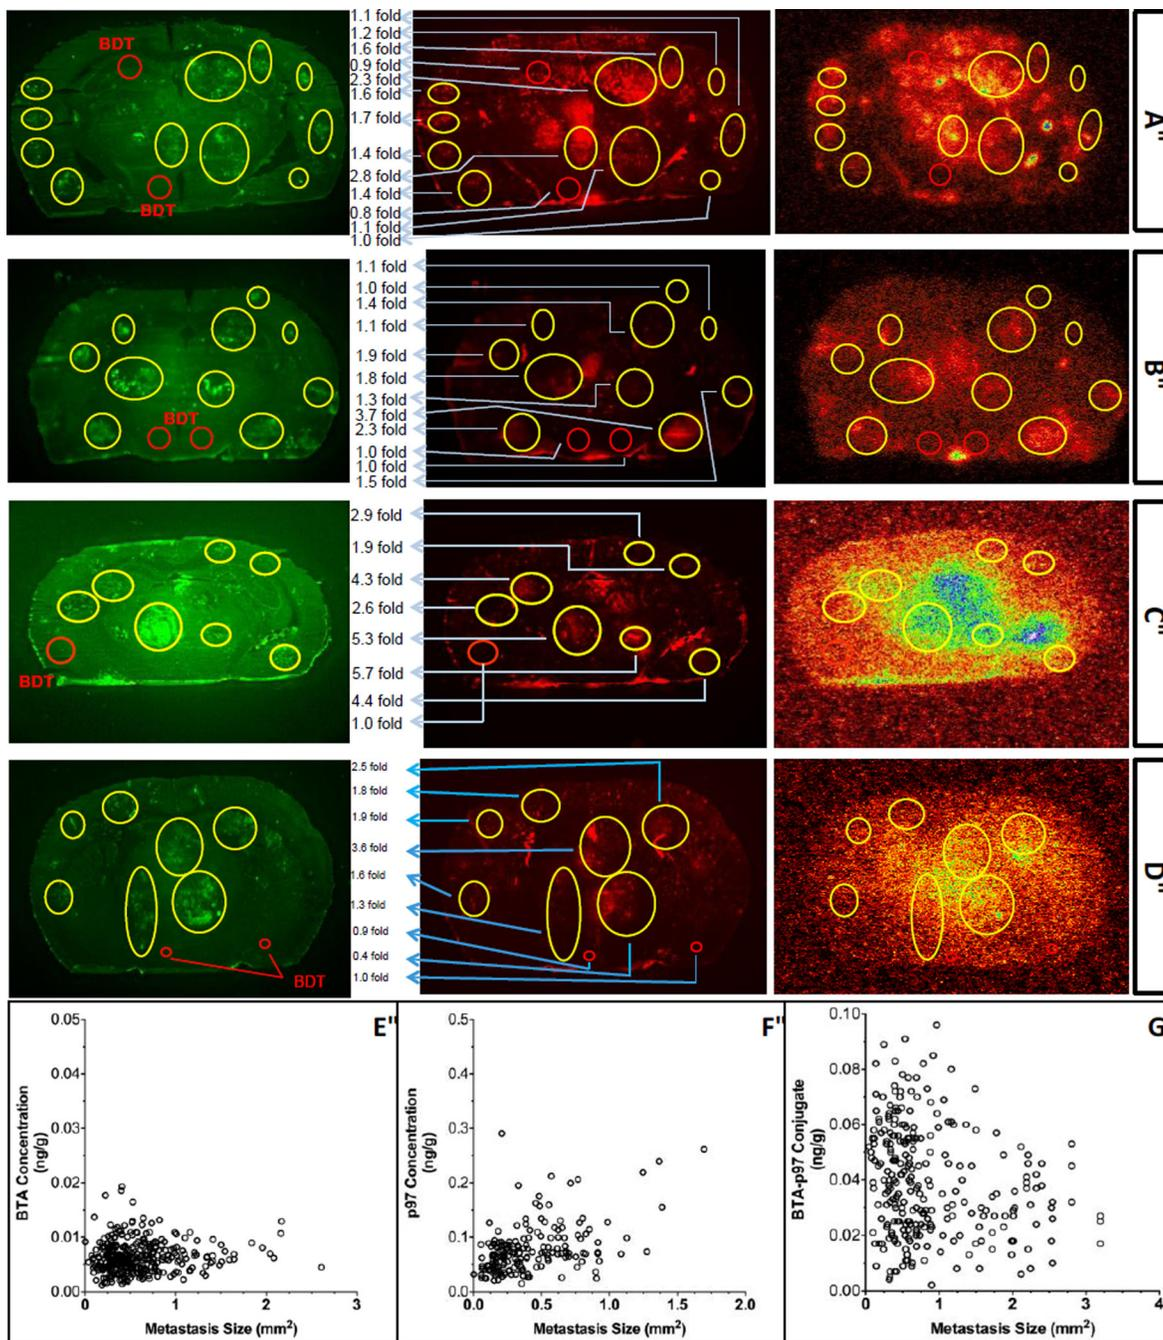 BDT
BDT
1.1 fold
1.2 fold
1.6 fold
0.9 fold
2.3 fold
1.6 fold
1.7 fold
1.4 fold
2.8 fold
1.4 fold
0.8 fold
1.1 fold
1.0 fold
A"
BDT
1.1 fold
1.0 fold
1.4 fold
1.1 fold
1.9 fold
1.8 fold
1.3 fold
3.7 fold
2.3 fold
1.0 fold
1.0 fold
1.5 fold
B"
BDT
2.9 fold
1.9 fold
4.3 fold
2.6 fold
5.3 fold
5.7 fold
4.4 fold
1.0 fold
C"
BDT
2.5 fold
1.8 fold
1.9 fold
3.6 fold
1.6 fold
1.3 fold
0.9 fold
0.4 fold
1.0 fold
D"
E"
BTA Concentration
(ng/g)
0.05
0.04
0.03
0.02
0.01
0.00
0 1 2 3
Metastasis Size (mm²)
F"
p97 Concentration
(ng/g)
0.5
0.4
0.3
0.2
0.1
0.0
0.0 0.5 1.0 1.5 2.0
Metastasis Size (mm²)
G
BTA-p97 Conjugate
(ng/g)
0.10
0.08
0.06
0.04
0.02
0.00
0 1 2 3 4
Metastasis Size (mm²)